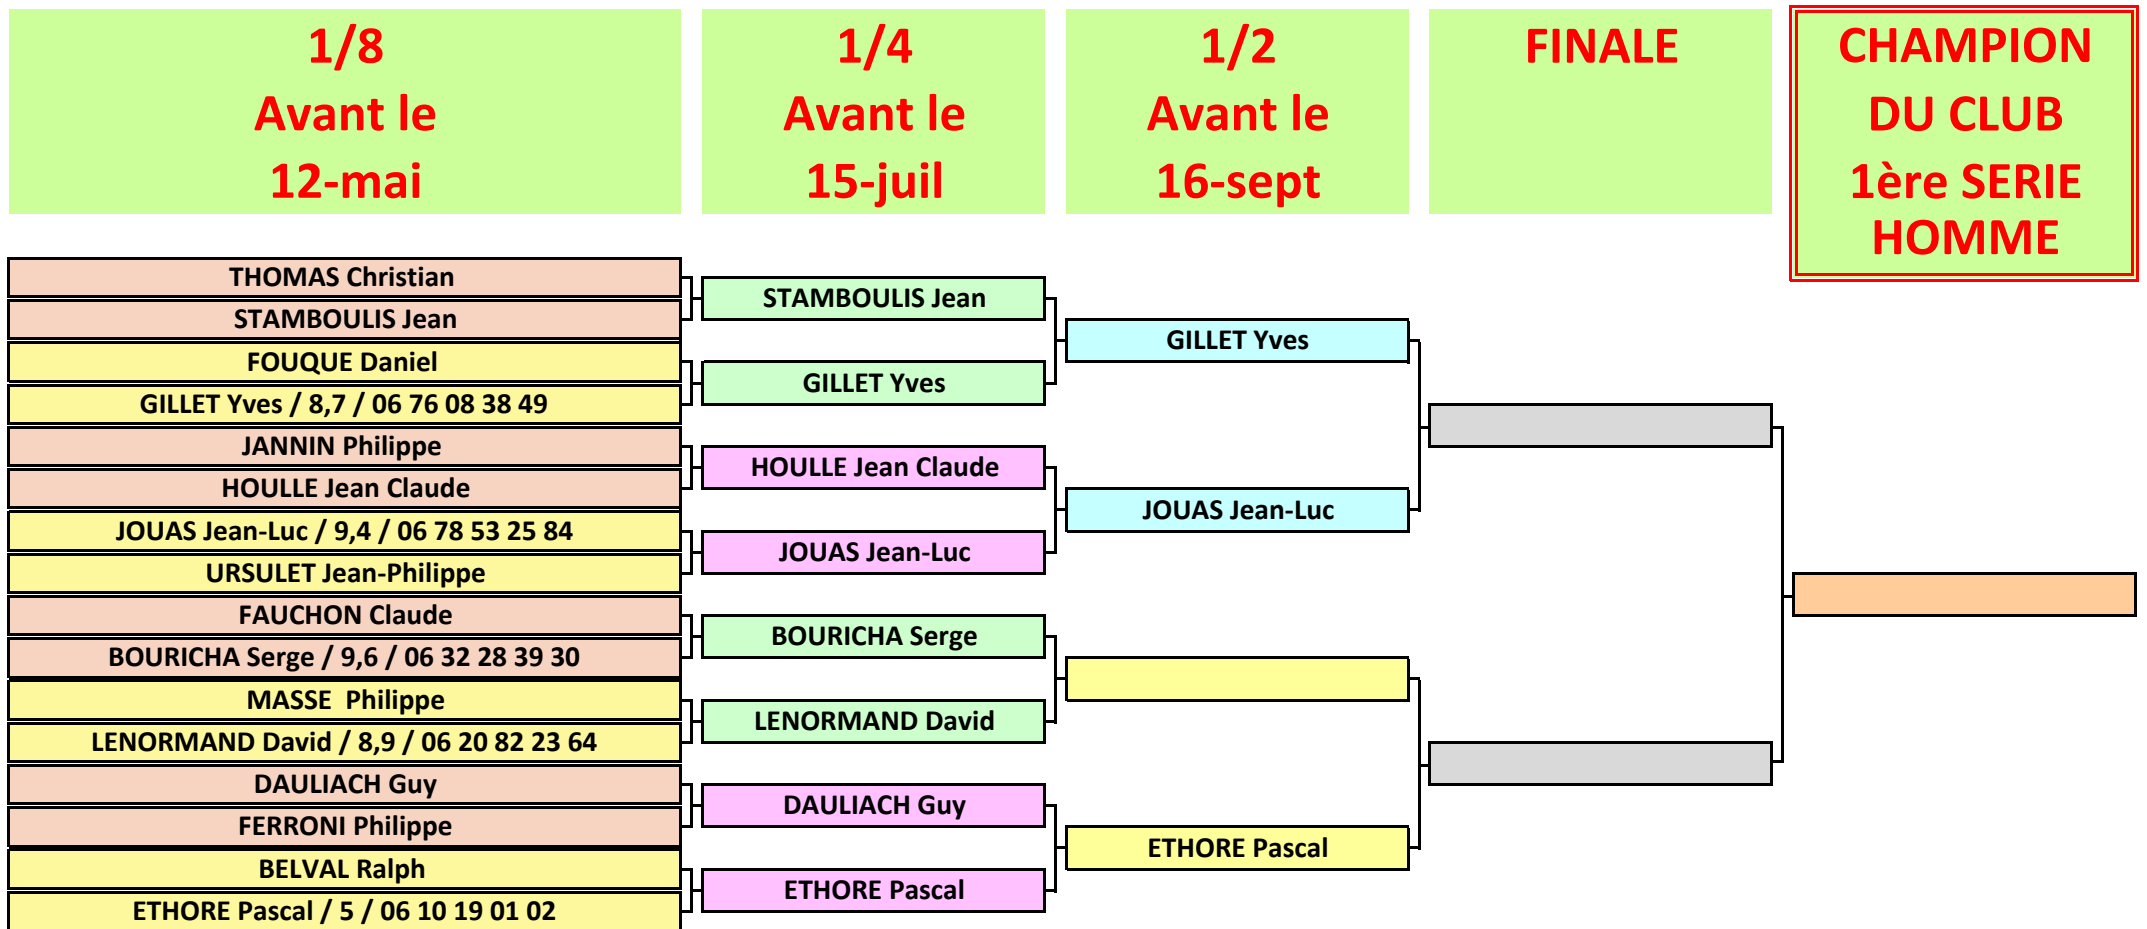 1/8
Avant le
12-mai
1/4
Avant le
15-juil
1/2
Avant le
16-sept
FINALE
CHAMPION
DU CLUB
1ère SERIE
HOMME
THOMAS Christian
STAMBOULIS Jean
FOUQUE Daniel
GILLET Yves / 8,7 / 06 76 08 38 49
JANNIN Philippe
HOULLE Jean Claude
JOUAS Jean-Luc / 9,4 / 06 78 53 25 84
URSULET Jean-Philippe
FAUCHON Claude
BOURICHA Serge / 9,6 / 06 32 28 39 30
MASSE  Philippe
LENORMAND David / 8,9 / 06 20 82 23 64
DAULIACH Guy
FERRONI Philippe
BELVAL Ralph
ETHORE Pascal / 5 / 06 10 19 01 02
STAMBOULIS Jean
GILLET Yves
HOULLE Jean Claude
JOUAS Jean-Luc
BOURICHA Serge
LENORMAND David
DAULIACH Guy
ETHORE Pascal
GILLET Yves
JOUAS Jean-Luc
ETHORE Pascal